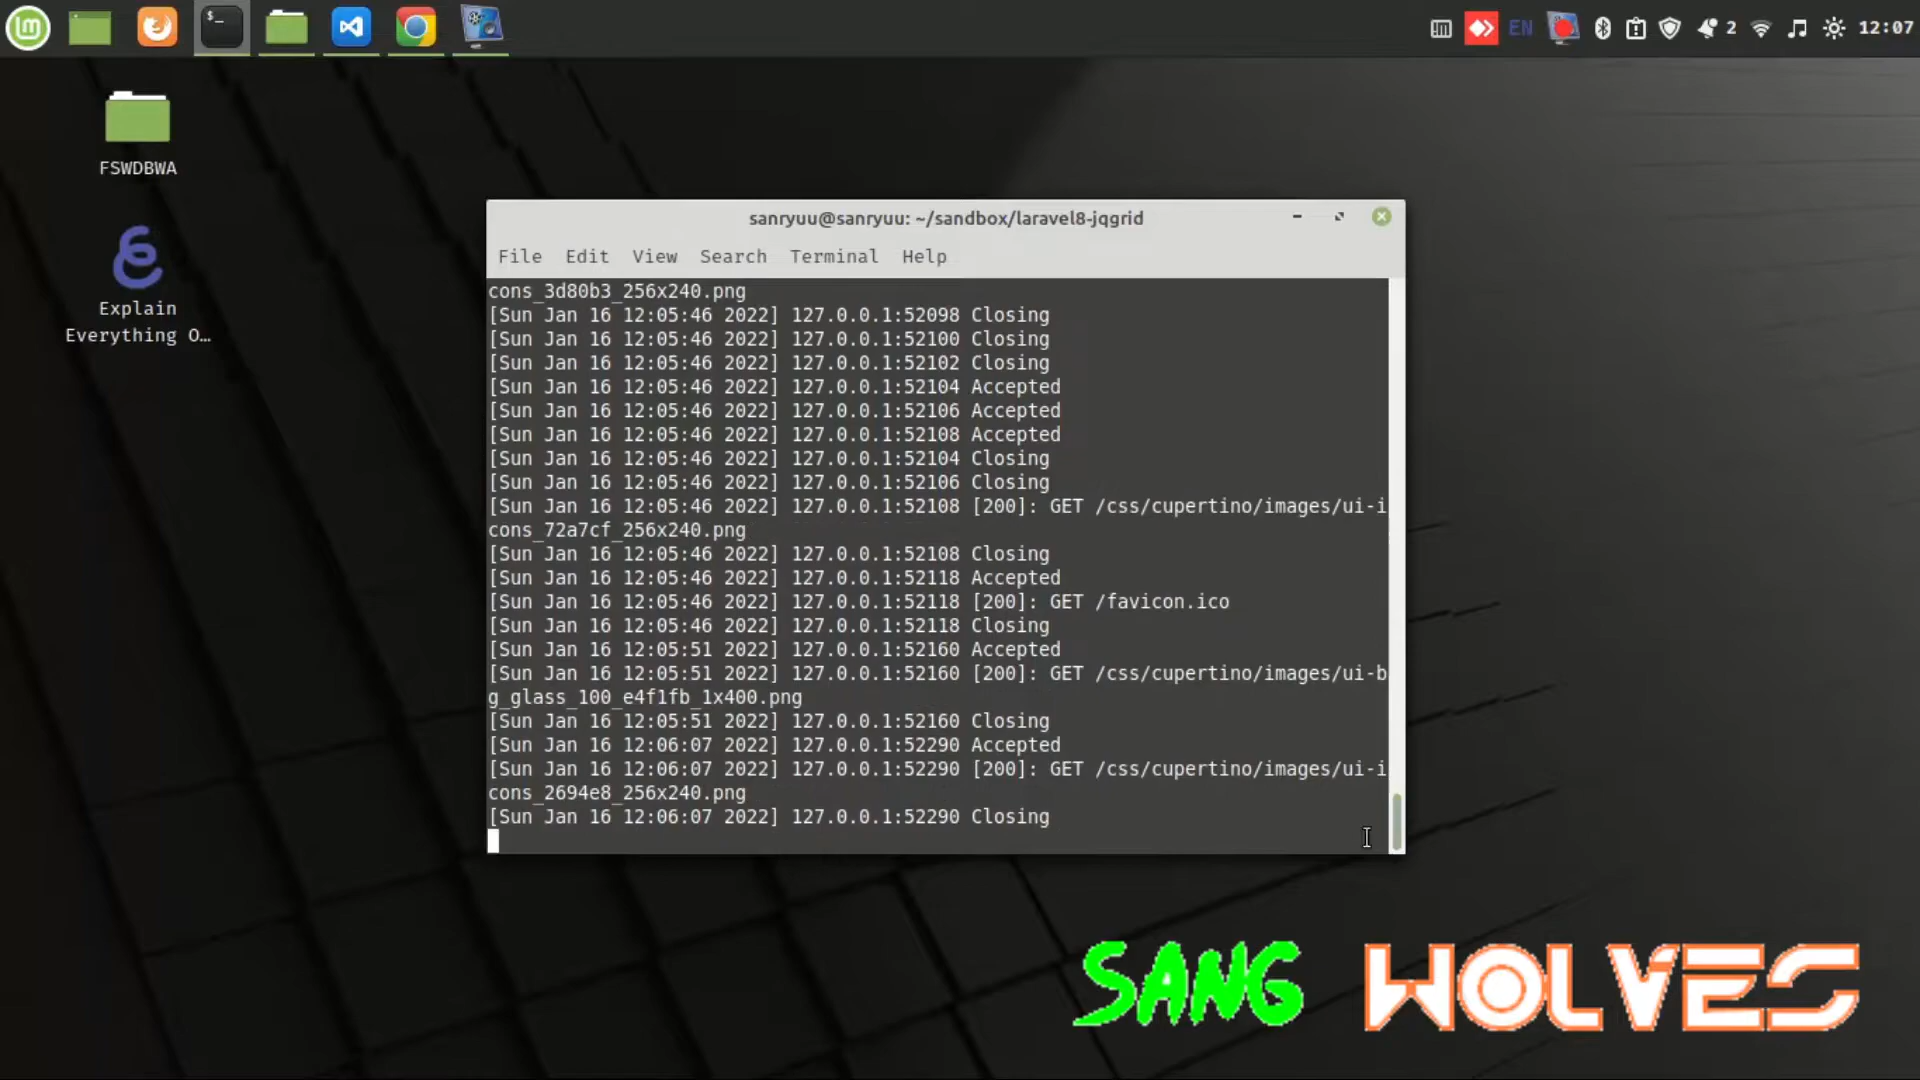 $_
EN
2
12:07
FSWDBWA
Explain
Everything O...
sanryuu@sanryuu: ~/sandbox/laravel8-jqgrid
File Edit View Search Terminal Help
cons_3d80b3_256x240.png
[Sun Jan 16 12:05:46 2022] 127.0.0.1:52098 Closing
[Sun Jan 16 12:05:46 2022] 127.0.0.1:52100 Closing
[Sun Jan 16 12:05:46 2022] 127.0.0.1:52102 Closing
[Sun Jan 16 12:05:46 2022] 127.0.0.1:52104 Accepted
[Sun Jan 16 12:05:46 2022] 127.0.0.1:52106 Accepted
[Sun Jan 16 12:05:46 2022] 127.0.0.1:52108 Accepted
[Sun Jan 16 12:05:46 2022] 127.0.0.1:52104 Closing
[Sun Jan 16 12:05:46 2022] 127.0.0.1:52106 Closing
[Sun Jan 16 12:05:46 2022] 127.0.0.1:52108 [200]: GET /css/cupertino/images/ui-i
cons_72a7cf_256x240.png
[Sun Jan 16 12:05:46 2022] 127.0.0.1:52108 Closing
[Sun Jan 16 12:05:46 2022] 127.0.0.1:52118 Accepted
[Sun Jan 16 12:05:46 2022] 127.0.0.1:52118 [200]: GET /favicon.ico
[Sun Jan 16 12:05:46 2022] 127.0.0.1:52118 Closing
[Sun Jan 16 12:05:51 2022] 127.0.0.1:52160 Accepted
[Sun Jan 16 12:05:51 2022] 127.0.0.1:52160 [200]: GET /css/cupertino/images/ui-b
g_glass_100_e4f1fb_1x400.png
[Sun Jan 16 12:05:51 2022] 127.0.0.1:52160 Closing
[Sun Jan 16 12:06:07 2022] 127.0.0.1:52290 Accepted
[Sun Jan 16 12:06:07 2022] 127.0.0.1:52290 [200]: GET /css/cupertino/images/ui-i
cons_2694e8_256x240.png
[Sun Jan 16 12:06:07 2022] 127.0.0.1:52290 Closing
SANG WOLVES